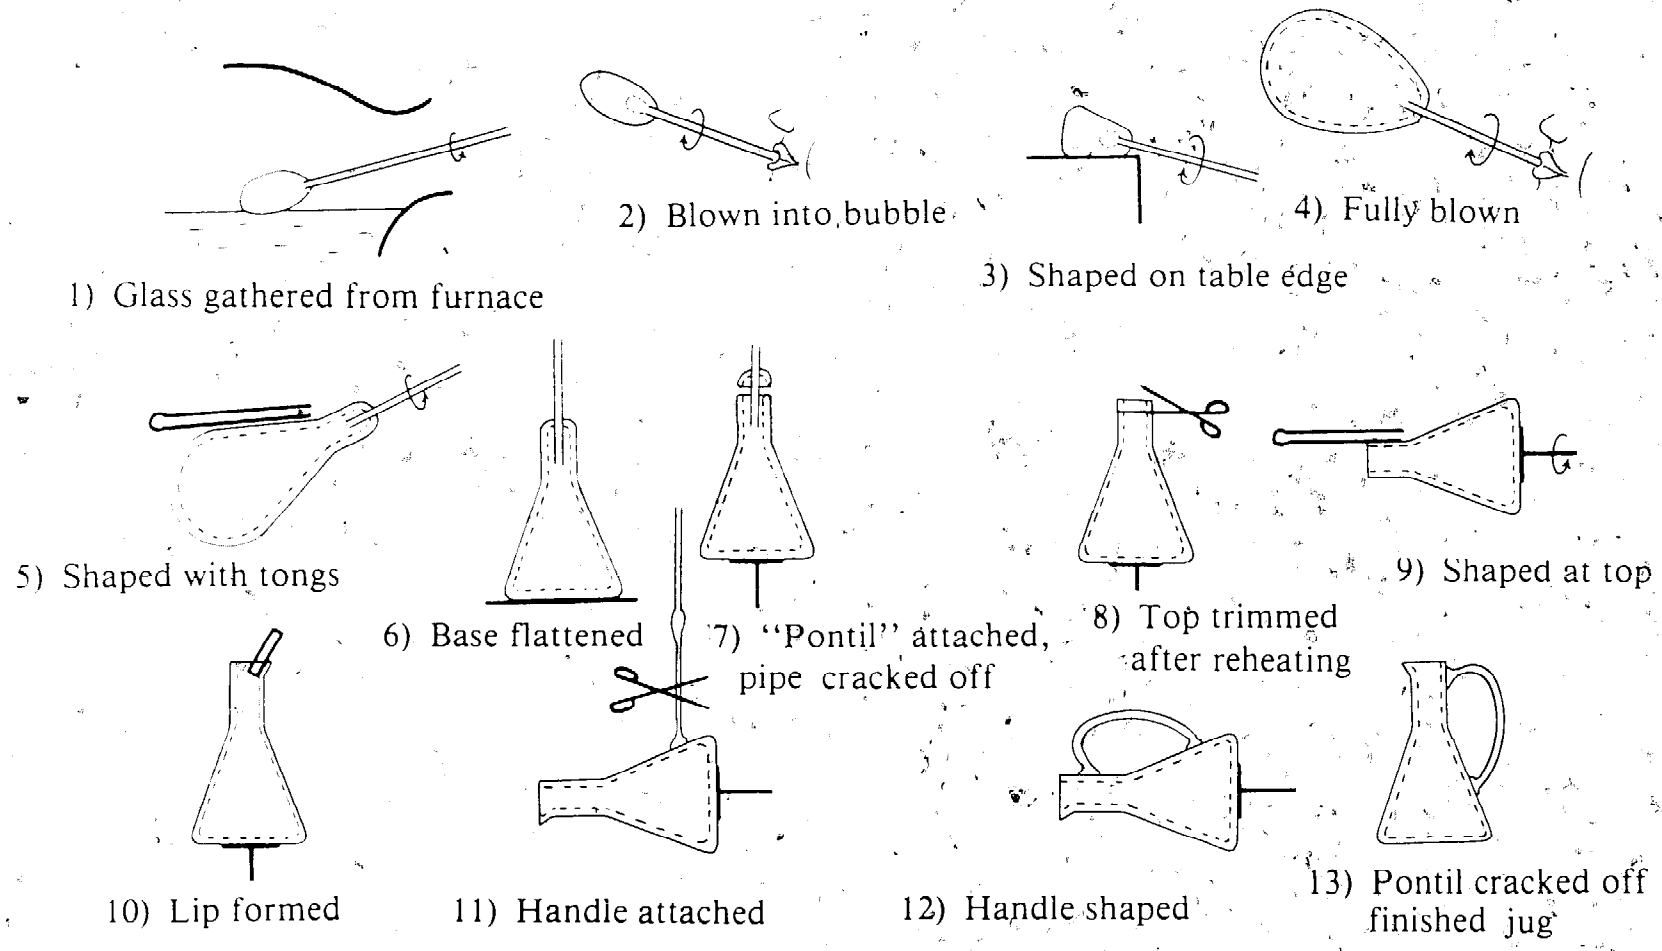 1) Glass gathered from furnace
2) Blown into bubble
3) Shaped on table edge
4) Fully blown
5) Shaped with tongs
6) Base flattened
7) “Pontil” attached,
pipe cracked off
8) Top trimmed
after reheating
9) Shaped at top
10) Lip formed
11) Handle attached
12) Handle shaped
13) Pontil cracked off
finished jug